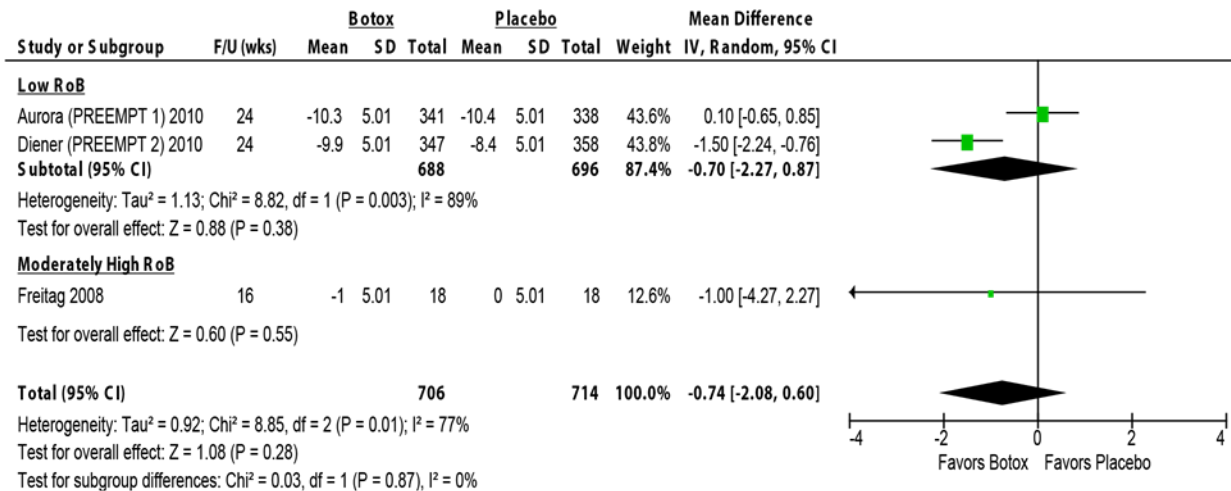 Botox Placebo Mean Difference
Study or Subgroup F/U (wks) Mean SD Total Mean SD Total Weight IV, Random, 95% CI
Low RoB
Aurora (PREEMPT 1) 2010 24 -10.3 5.01 341 -10.4 5.01 338 43.6% 0.10 [-0.65, 0.85]
Diener (PREEMPT 2) 2010 24 -9.9 5.01 347 -8.4 5.01 358 43.8% -1.50 [-2.24, -0.76]
Subtotal (95% CI) 688 696 87.4% -0.70 [-2.27, 0.87]
Heterogeneity: Tau² = 1.13; Chi² = 8.82, df = 1 (P = 0.003); I² = 89%
Test for overall effect: Z = 0.88 (P = 0.38)
Moderately High RoB
Freitag 2008 16 -1 5.01 18 0 5.01 18 12.6% -1.00 [-4.27, 2.27]
Test for overall effect: Z = 0.60 (P = 0.55)
Total (95% CI) 706 714 100.0% -0.74 [-2.08, 0.60]
Heterogeneity: Tau² = 0.92; Chi² = 8.85, df = 2 (P = 0.01); I² = 77%
Test for overall effect: Z = 1.08 (P = 0.28)
Test for subgroup differences: Chi² = 0.03, df = 1 (P = 0.87), I² = 0%
-4 -2 0 2 4
Favors Botox Favors Placebo